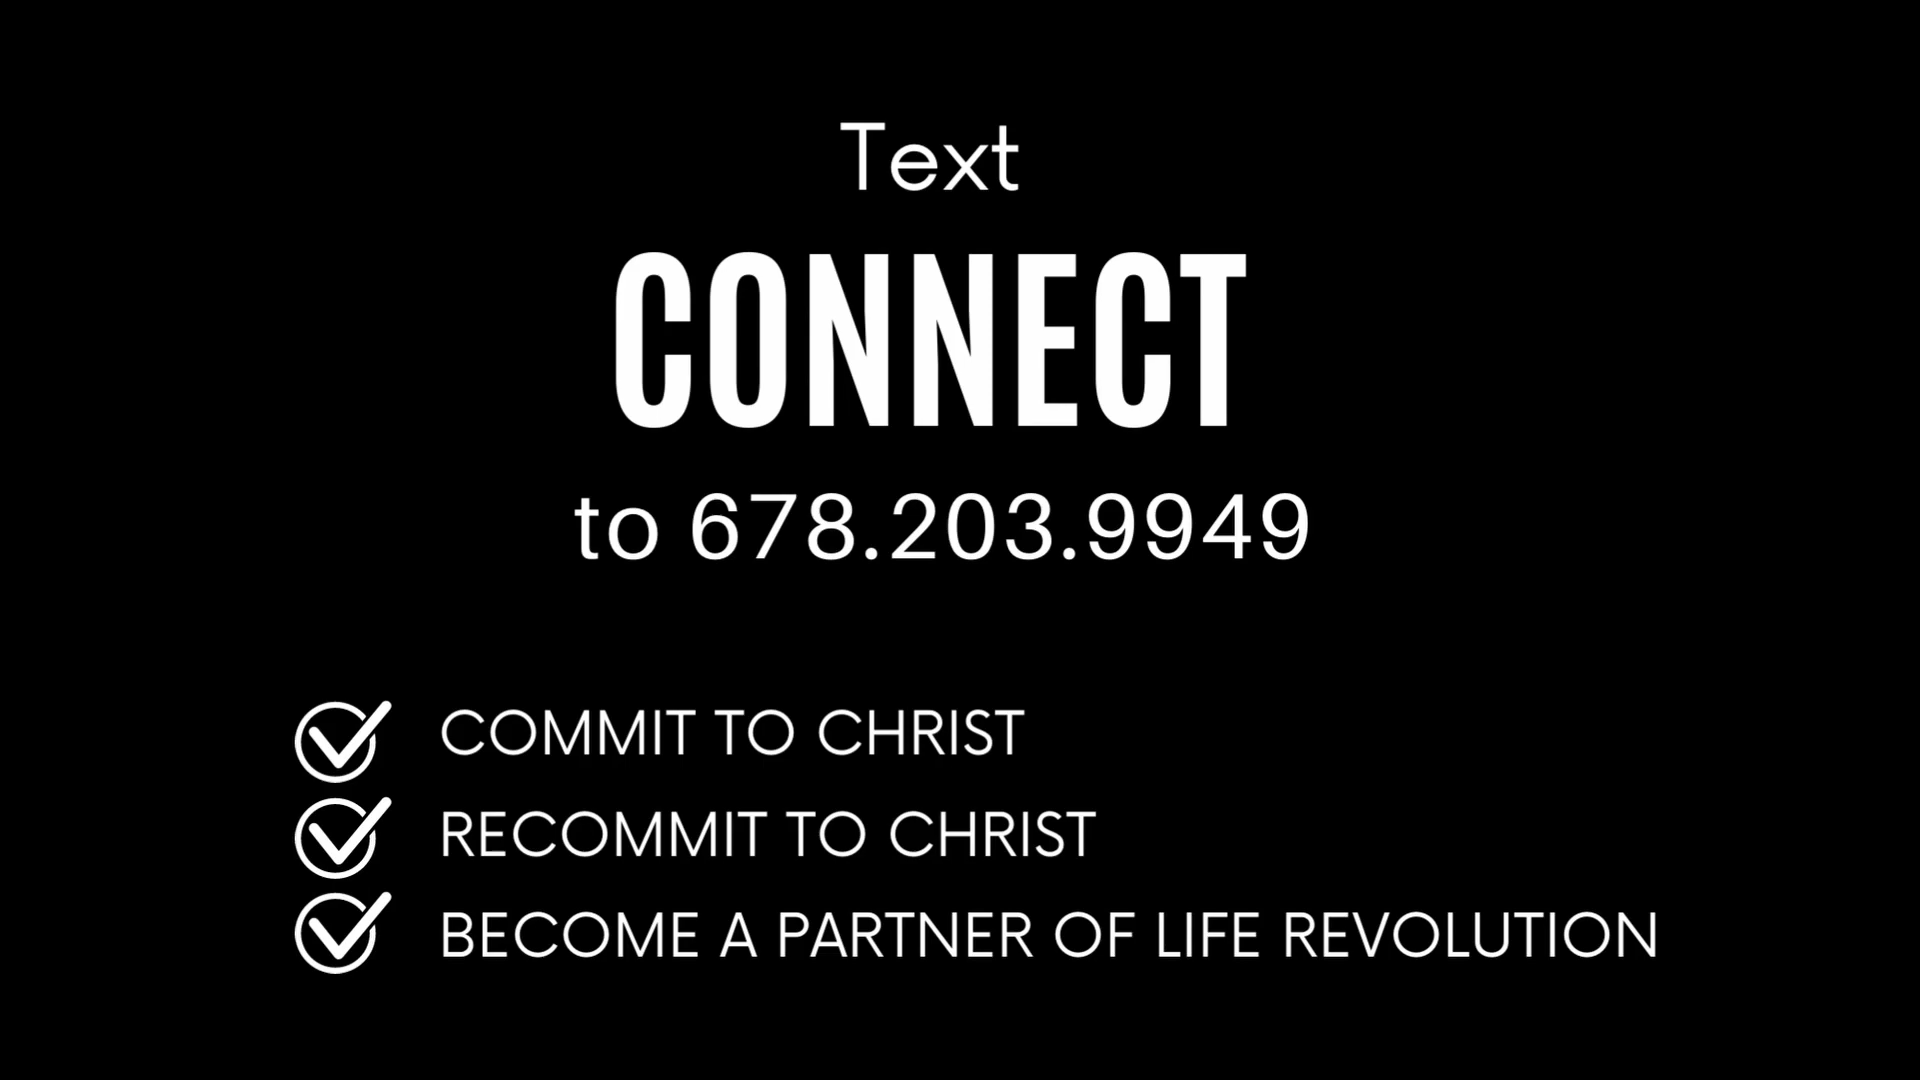 Text
CONNECT
to 678.203.9949
COMMIT TO CHRIST
RECOMMIT TO CHRIST
BECOME A PARTNER OF LIFE REVOLUTION